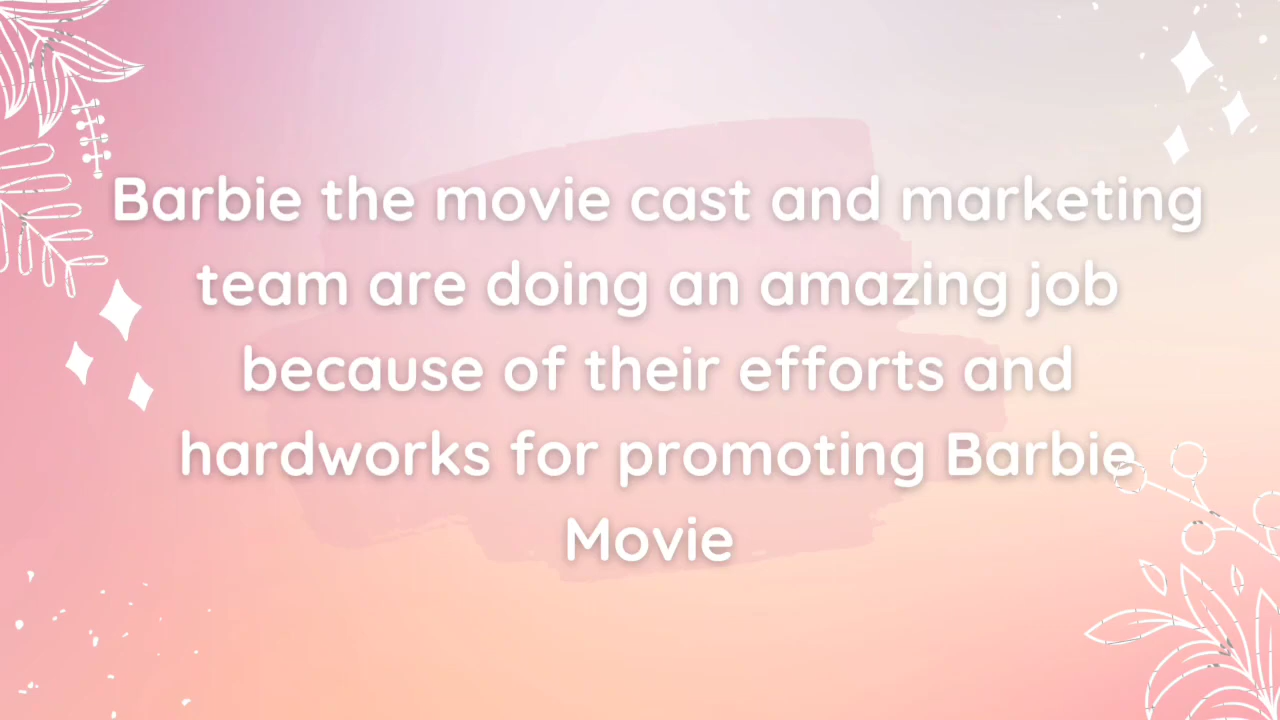 Barbie the movie cast and marketing
team are doing an amazing job
because of their efforts and
hardworks for promoting Barbie
Movie